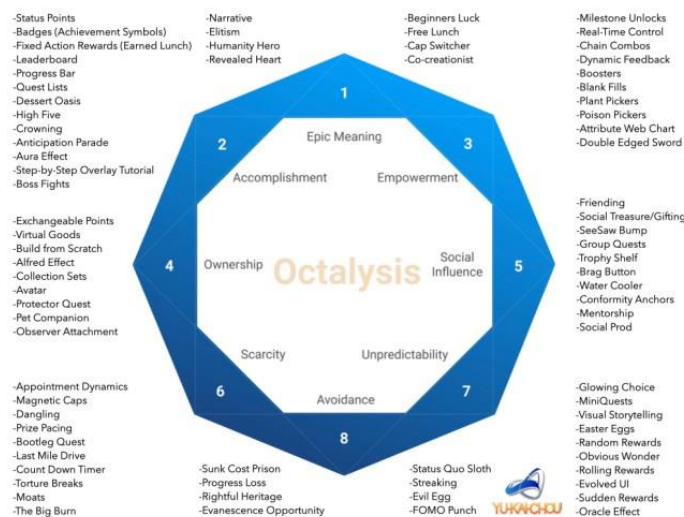 -Status Points
-Badges (Achievement Symbols)
-Fixed Action Rewards (Earned Lunch)
-Leaderboard
-Progress Bar
-Quest Lists
-Dessert Oasis
-High Five
-Crowning
-Anticipation Parade
-Aura Effect
-Step-by-Step Overlay Tutorial
-Boss Fights
-Narrative
-Elitism
-Humanity Hero
-Revealed Heart
-Beginners Luck
-Free Lunch
-Cap Switcher
-Co-creationist
-Milestone Unlocks
-Real-Time Control
-Chain Combos
-Dynamic Feedback
-Boosters
-Blank Fills
-Plant Pickers
-Poison Pickers
-Attribute Web Chart
-Double Edged Sword
1
Epic Meaning
2
Accomplishment
3
Empowerment
-Exchangeable Points
-Virtual Goods
-Build from Scratch
-Alfred Effect
-Collection Sets
-Avatar
-Protector Quest
-Pet Companion
-Observer Attachment
4
Ownership
Octalysis
Social
Influence
5
-Friending
-Social Treasure/Gifting
-SeeSaw Bump
-Group Quests
-Trophy Shelf
-Brag Button
-Water Cooler
-Conformity Anchors
-Mentorship
-Social Prod
Scarcity
6
Unpredictability
7
Avoidance
8
-Appointment Dynamics
-Magnetic Caps
-Dangling
-Prize Pacing
-Bootleg Quest
-Last Mile Drive
-Count Down Timer
-Torture Breaks
-Moats
-The Big Burn
-Sunk Cost Prison
-Progress Loss
-Rightful Heritage
-Evanescence Opportunity
-Status Quo Sloth
-Streaking
-Evil Egg
-FOMO Punch
YU-KAI CHOU
-Glowing Choice
-MiniQuests
-Visual Storytelling
-Easter Eggs
-Random Rewards
-Obvious Wonder
-Rolling Rewards
-Evolved UI
-Sudden Rewards
-Oracle Effect